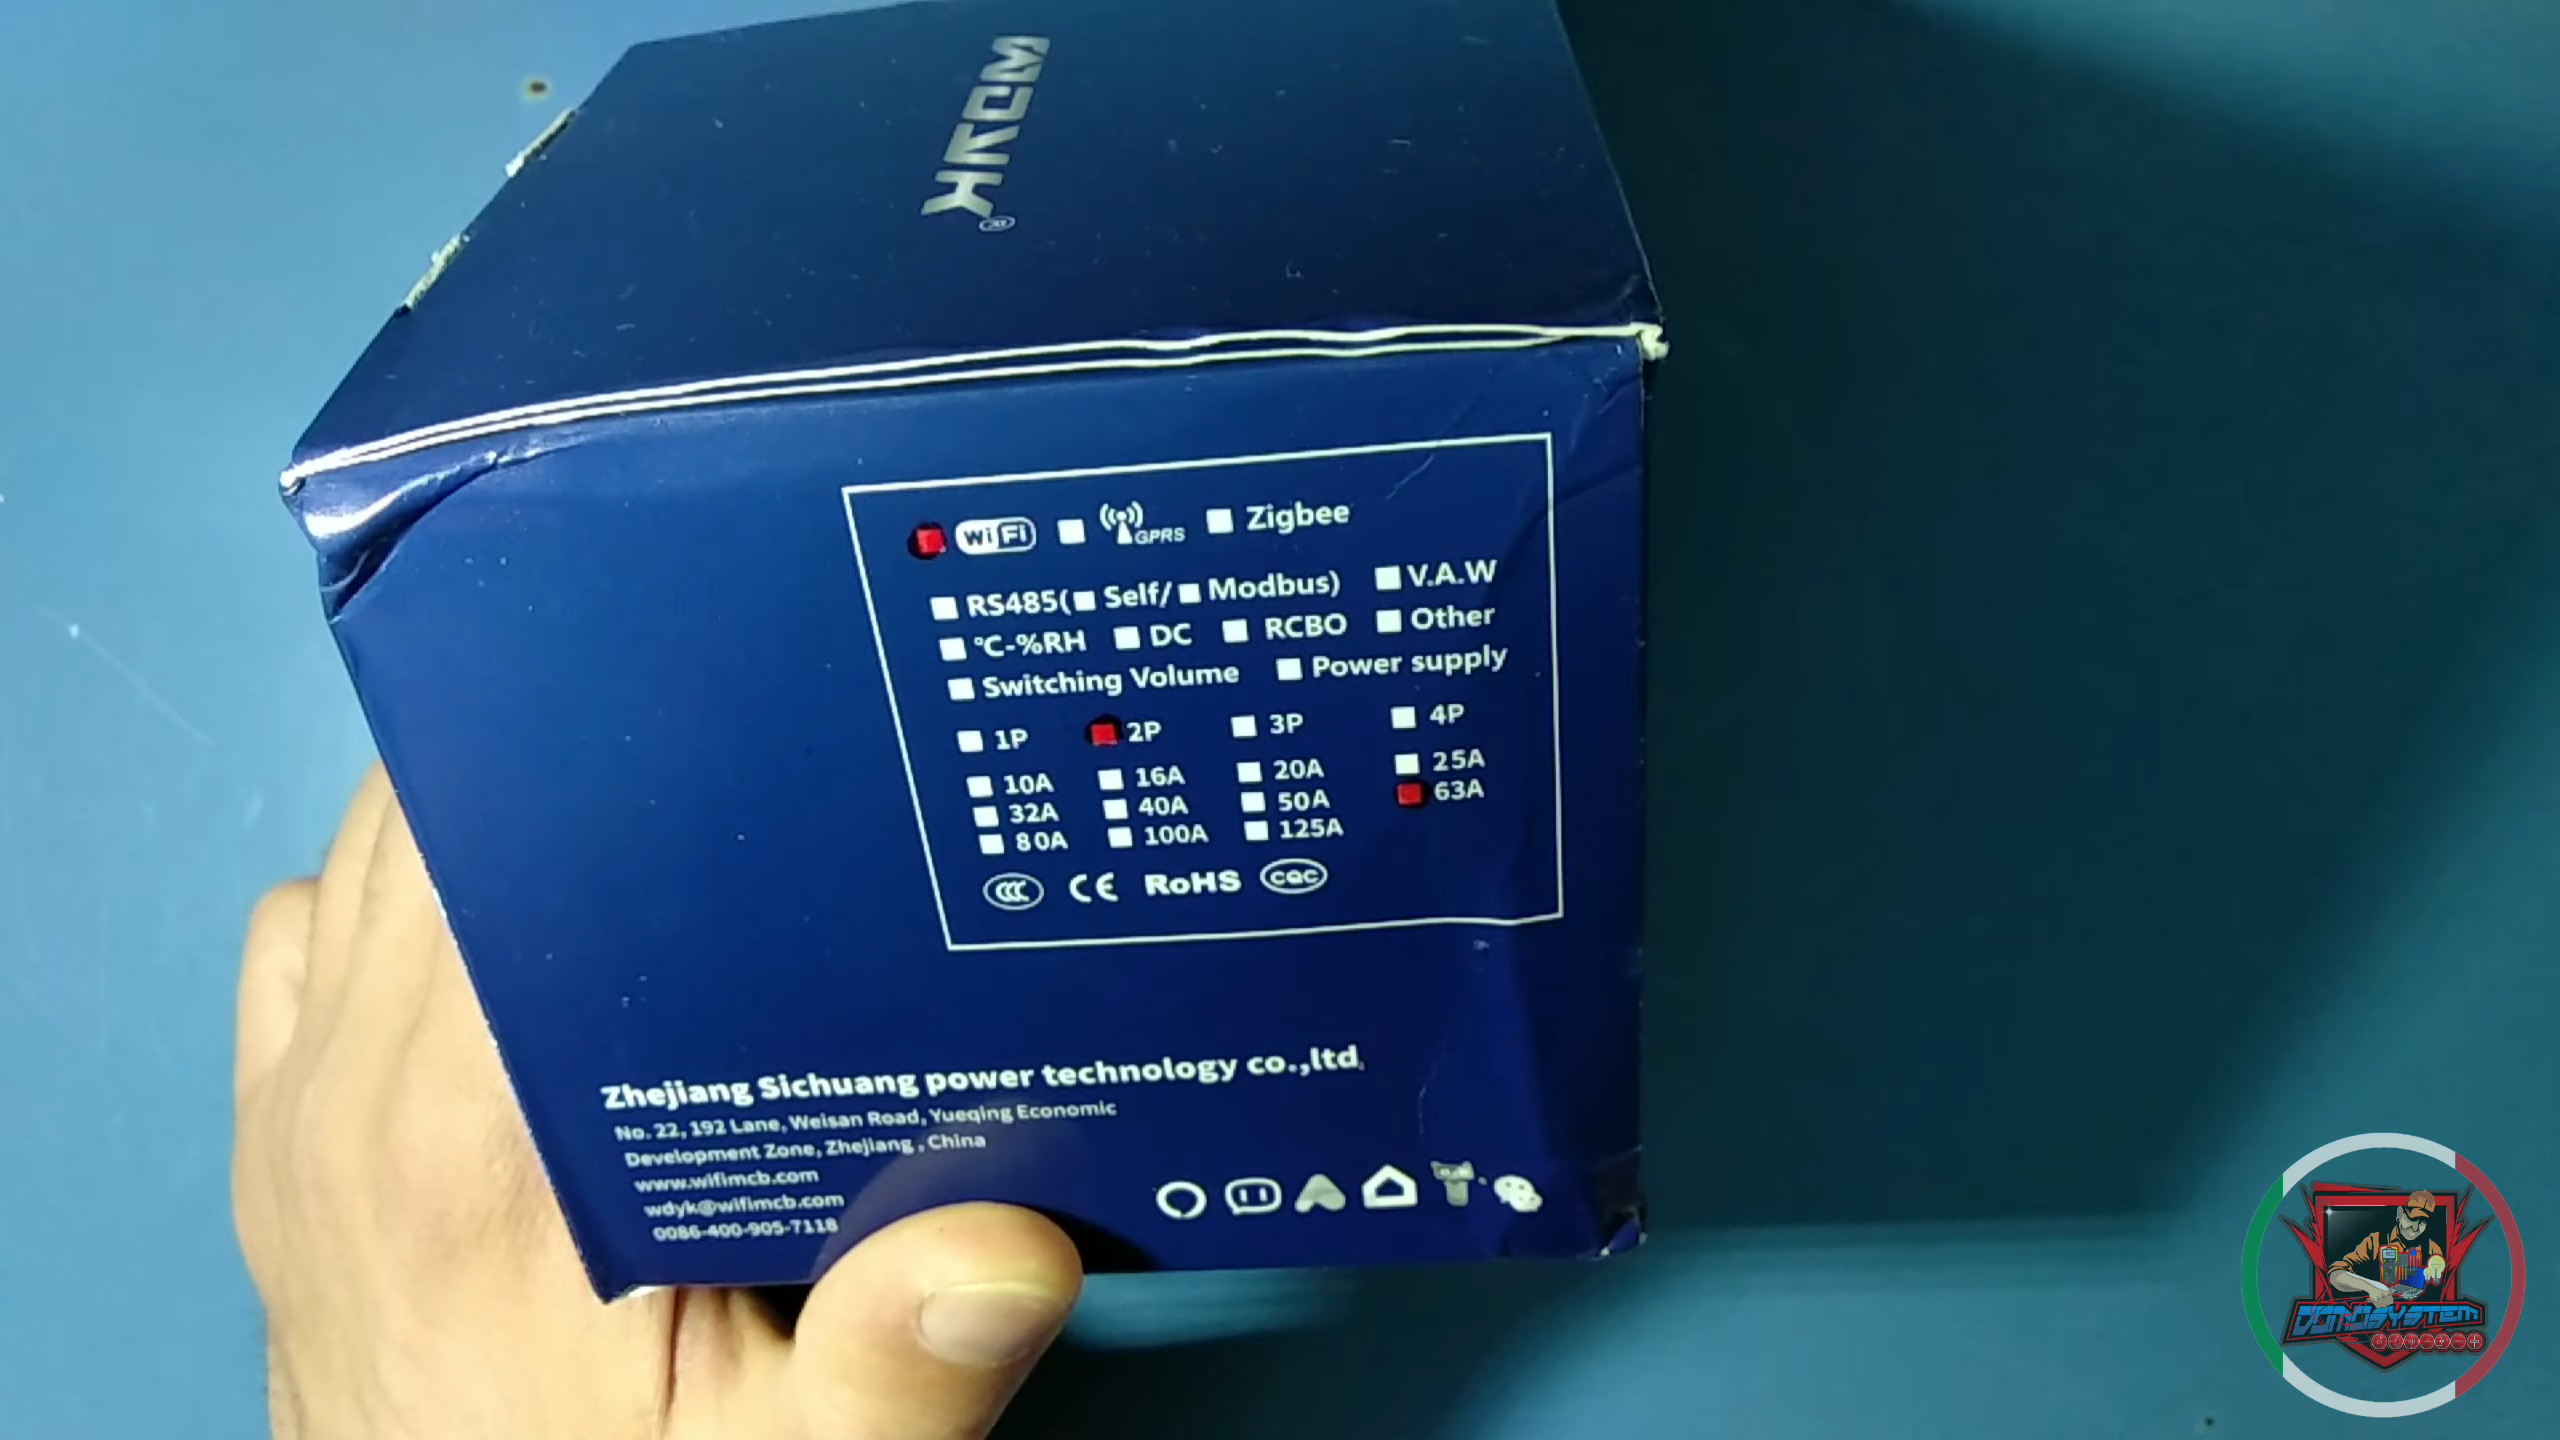 WiFi GPRS Zigbee
RS485( Self/ Modbus) V.A.W
°C-%RH DC RCBO Other
Switching Volume Power supply
1P 2P 3P 4P
10A 16A 20A 25A
32A 40A 50A 63A
80A 100A 125A
CCC CE RoHS CQC
Zhejiang Sichuang power technology co.,ltd.
No. 22, 192 Lane, Weisan Road, Yueqing Economic
Development Zone, Zhejiang , China
www.wifimcb.com
wdyk@wifimcb.com
0086-400-905-7118
DOMOSYSTEM